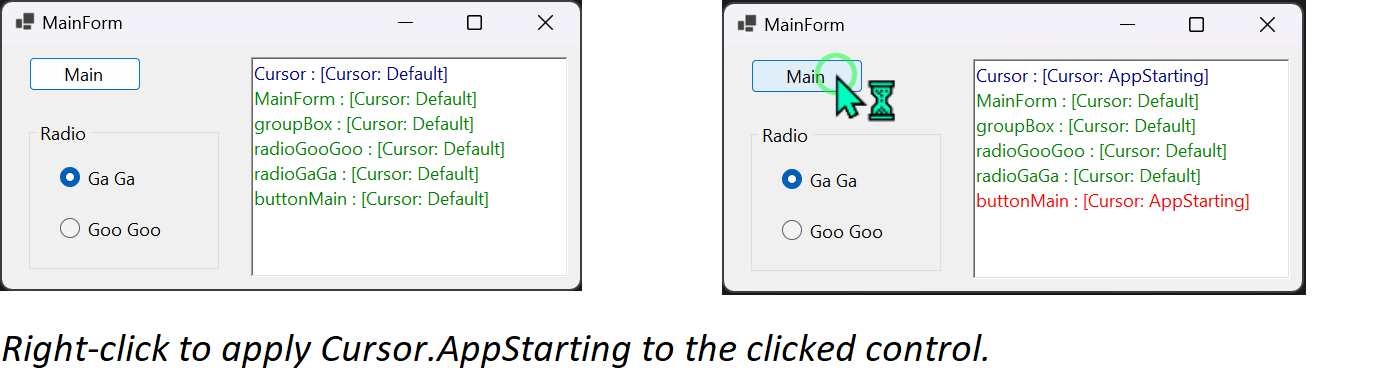 MainForm
Main
Radio
Ga Ga
Goo Goo
Cursor : [Cursor: Default]
MainForm : [Cursor: Default]
groupBox : [Cursor: Default]
radioGooGoo : [Cursor: Default]
radioGaGa : [Cursor: Default]
buttonMain : [Cursor: Default]
MainForm
Main
Radio
Ga Ga
Goo Goo
Cursor : [Cursor: AppStarting]
MainForm : [Cursor: Default]
groupBox : [Cursor: Default]
radioGooGoo : [Cursor: Default]
radioGaGa : [Cursor: Default]
buttonMain : [Cursor: AppStarting]
Right-click to apply Cursor.AppStarting to the clicked control.